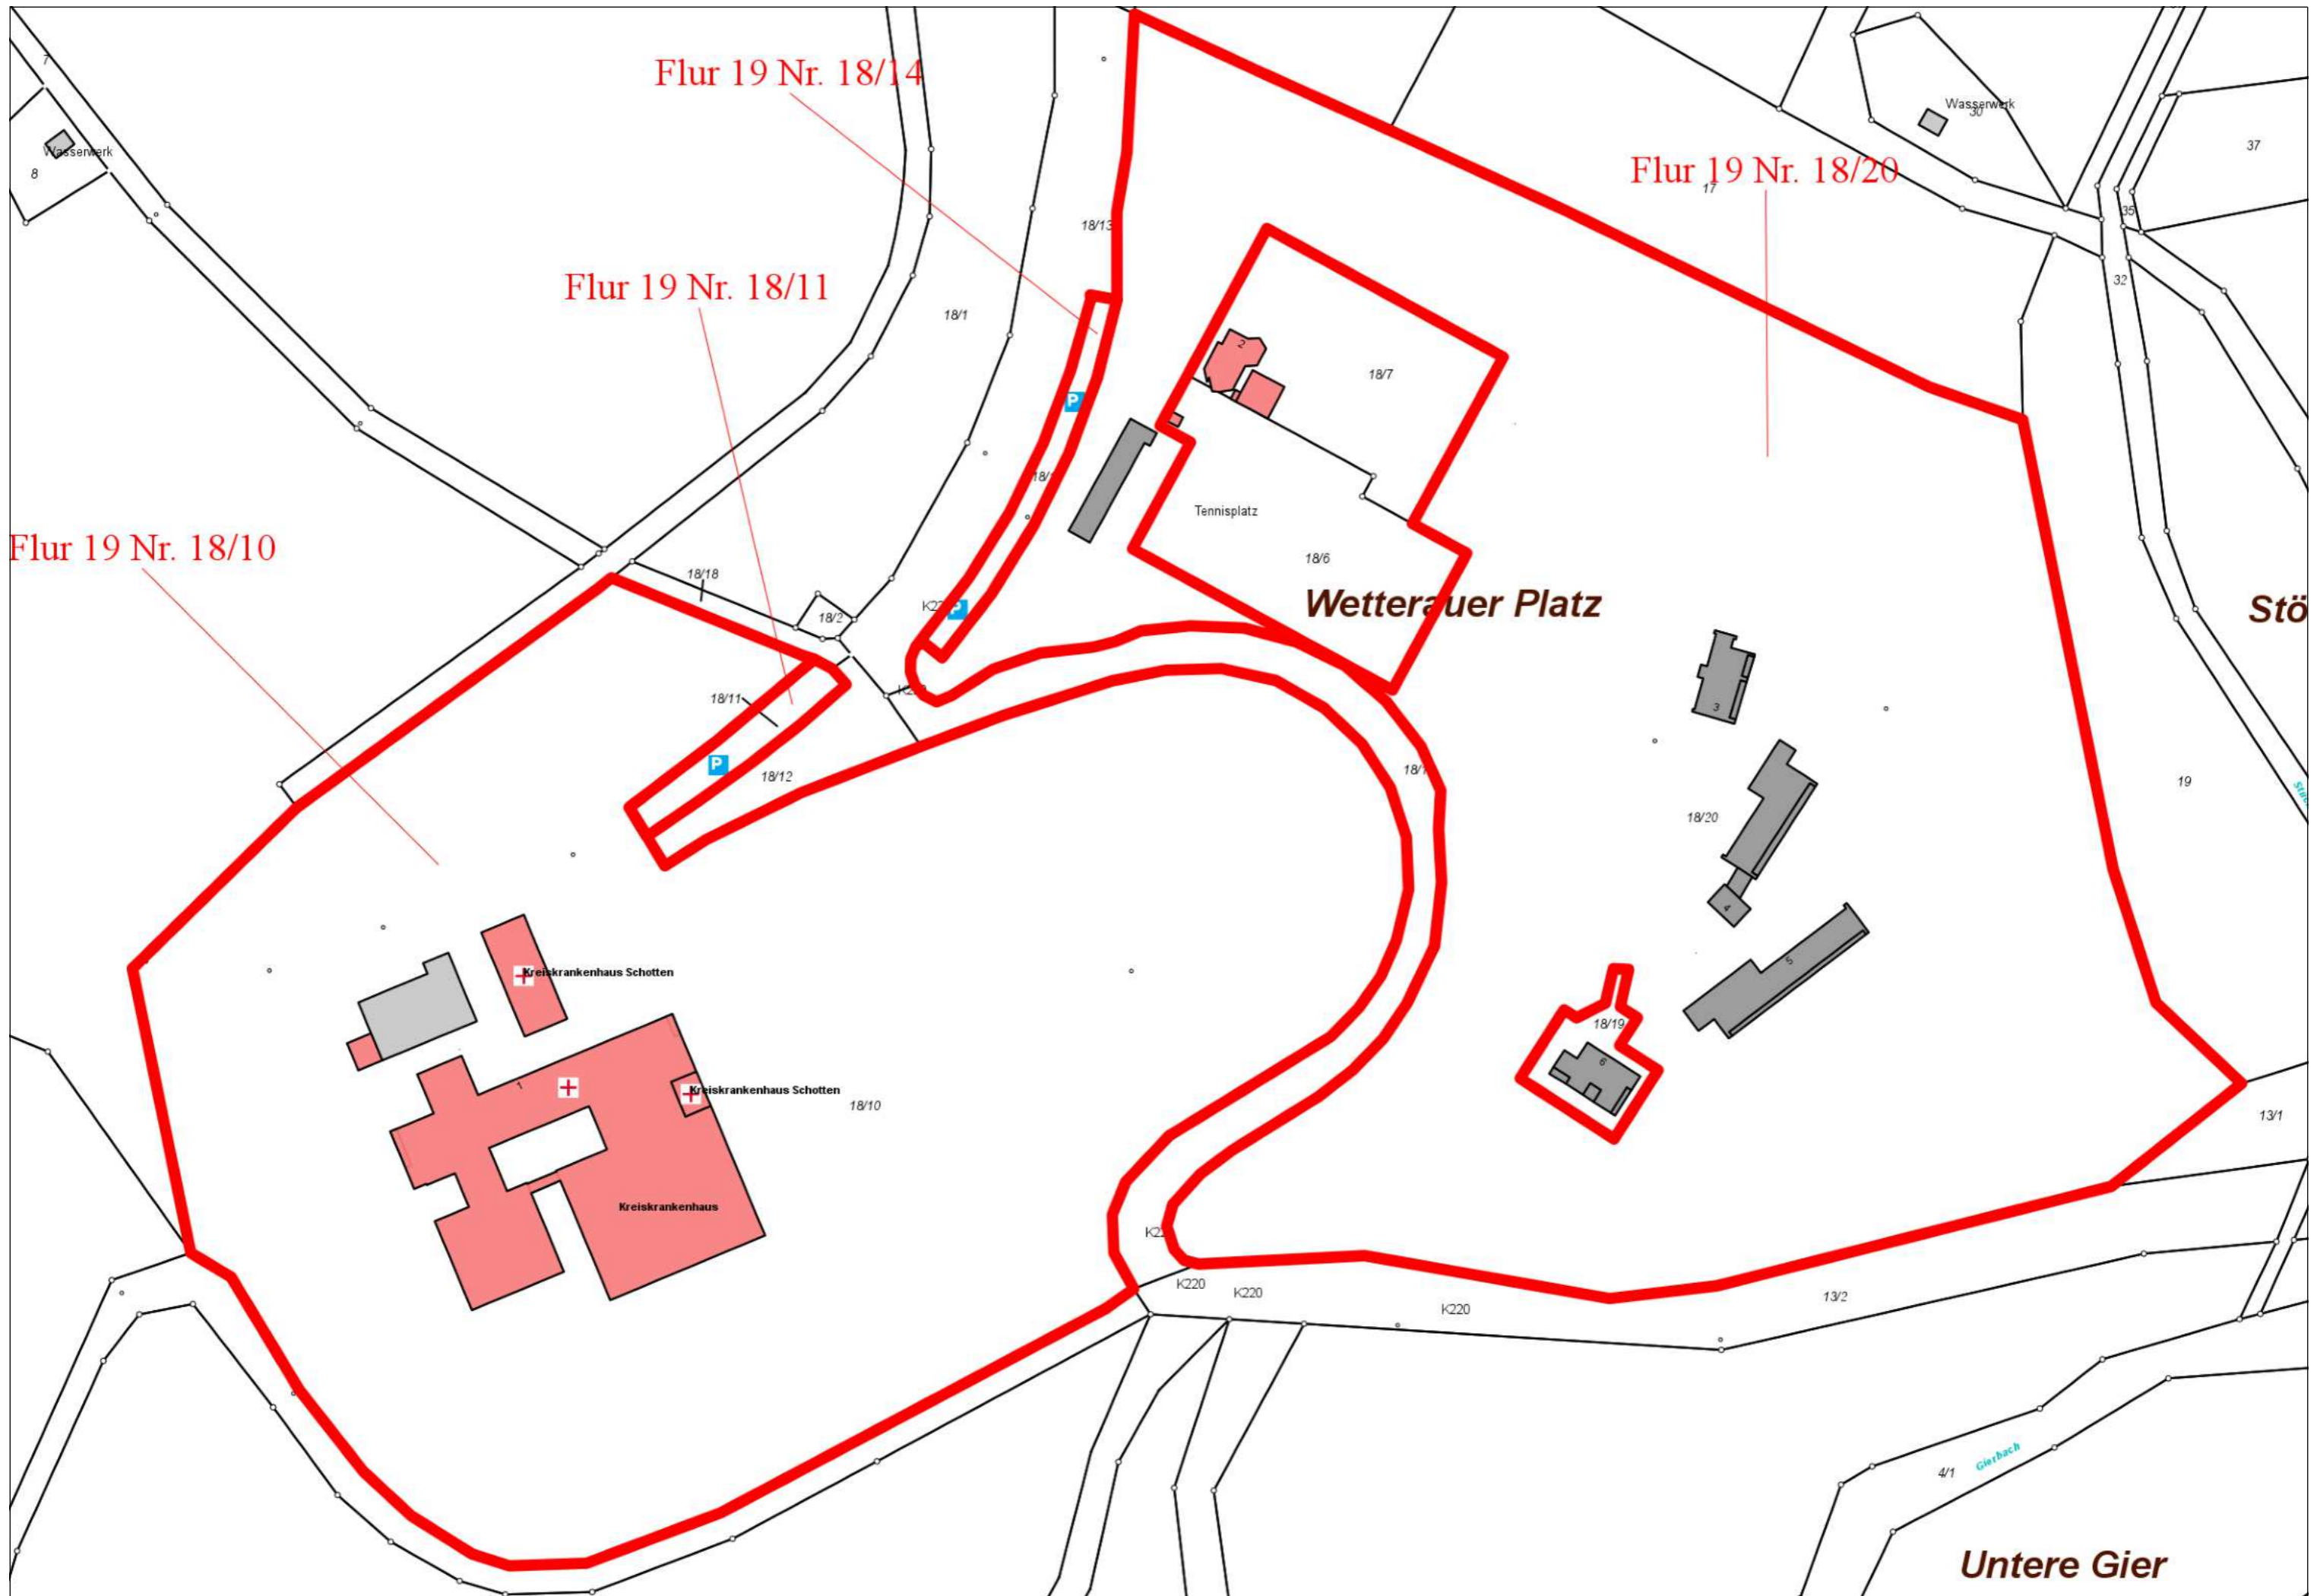 7
Flur 19 Nr. 18/14
Wasserwerk
30
37
Wasserwerk
8
Flur 19 Nr. 18/20
17
35
18/13
32
Flur 19 Nr. 18/11
18/1
2
18/7
Tennisplatz
Flur 19 Nr. 18/10
18/6
18/18
Wetterauer Platz
18/2
P
P
18/11
3
P
18/12
19
18/20
4
5
Kreiskrankenhaus Schotten
18/19
6
1
Kreiskrankenhaus Schotten
18/10
13/1
Kreiskrankenhaus
K220
K220
K220
13/2
Gierbach
4/1
Untere Gier